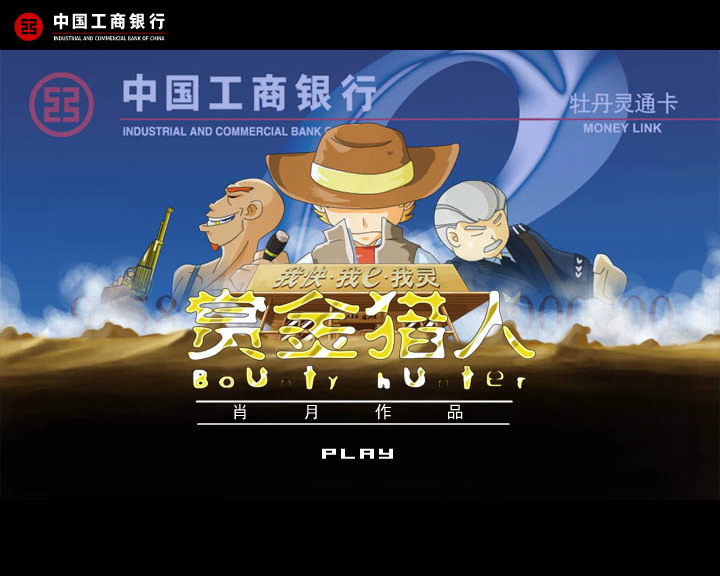 中国工商银行
INDUSTRIAL AND COMMERCIAL BANK OF CHINA
中国工商银行
牡丹灵通卡
INDUSTRIAL AND COMMERCIAL BANK
MONEY LINK
我快·我e·我灵
赏金猎人
BoUnty hUnter
肖月作品
PLAY